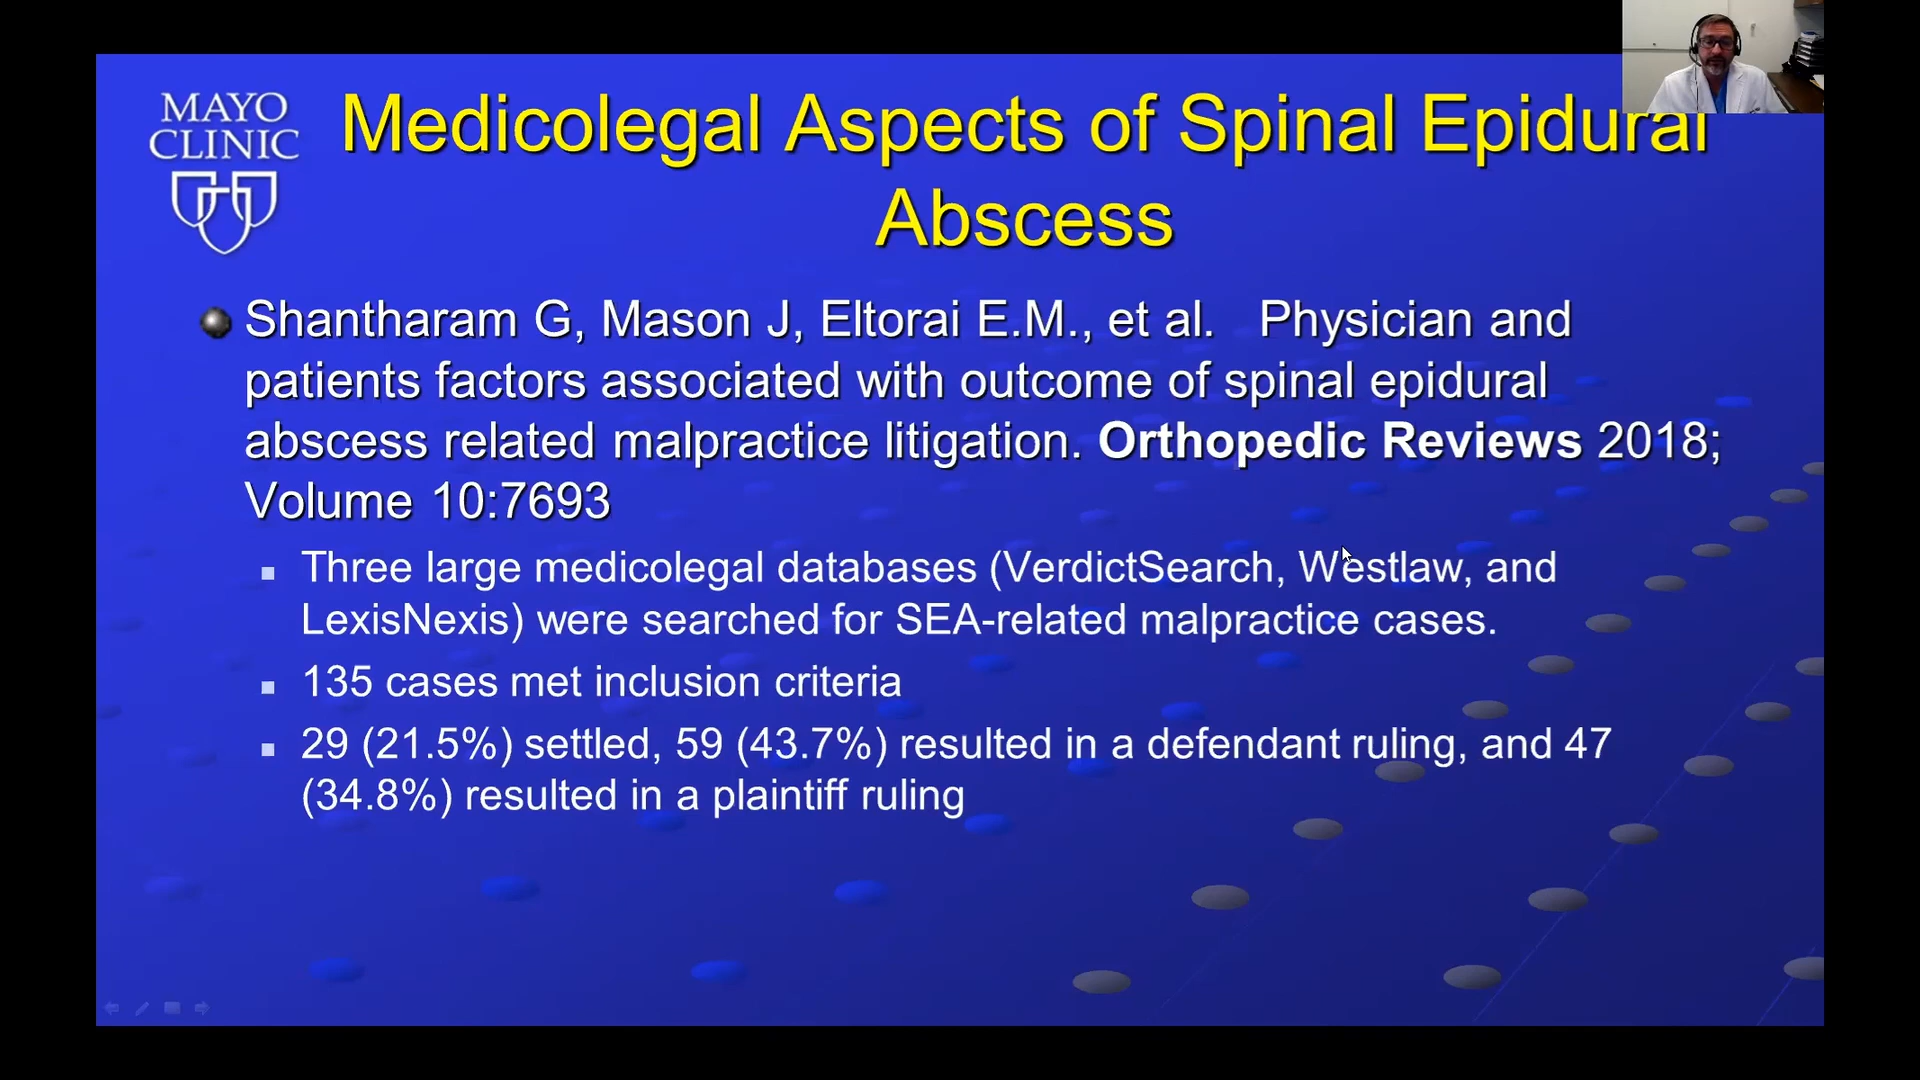 MAYO
CLINIC
Medicolegal Aspects of Spinal Epidural
Abscess
Shantharam G, Mason J, Eltorai E.M., et al. Physician and
patients factors associated with outcome of spinal epidural
abscess related malpractice litigation. Orthopedic Reviews 2018;
Volume 10:7693
Three large medicolegal databases (VerdictSearch, Westlaw, and
LexisNexis) were searched for SEA-related malpractice cases.
135 cases met inclusion criteria
29 (21.5%) settled, 59 (43.7%) resulted in a defendant ruling, and 47
(34.8%) resulted in a plaintiff ruling